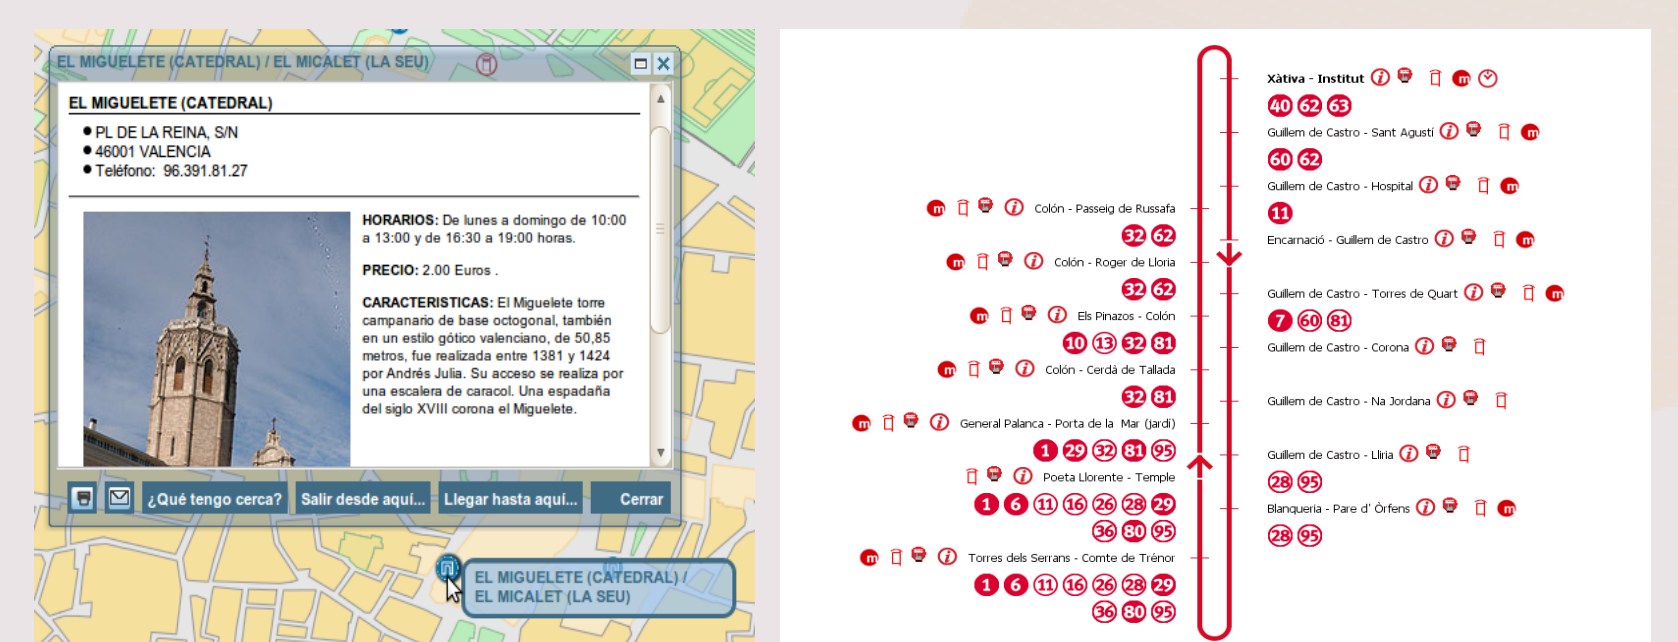 EL MIGUELETE (CATEDRAL) / EL MICALET (LA SEU)
EL MIGUELETE (CATEDRAL)
PL DE LA REINA, S/N
46001 VALENCIA
Teléfono: 96.391.81.27
HORARIOS: De lunes a domingo de 10:00
a 13:00 y de 16:30 a 19:00 horas.
PRECIO: 2.00 Euros .
CARACTERISTICAS: El Miguelete torre
campanario de base octogonal, también
en un estilo gótico valenciano, de 50,85
metros, fue realizada entre 1381 y 1424
por Andrés Julia. Su acceso se realiza por
una escalera de caracol. Una espadaña
del siglo XVIII corona el Miguelete.
¿Qué tengo cerca?
Salir desde aquí...
Llegar hasta aquí...
Cerrar
EL MIGUELETE (CATEDRAL) /
EL MICALET (LA SEU)
Colón - Passeig de Russafa
32 62
Colón - Roger de Lloria
32 62
Els Pinazos - Colón
10 13 32 81
Colón - Cerdà de Tallada
32 81
General Palanca - Porta de la Mar (jardí)
1 29 32 81 95
Poeta Llorente - Temple
1 6 11 16 26 28 29
36 80 95
Torres dels Serrans - Comte de Trénor
1 6 11 16 26 28 29
36 80 95
Xàtiva - Institut
40 62 63
Guillem de Castro - Sant Agustí
60 62
Guillem de Castro - Hospital
11
Encarnació - Guillem de Castro
Guillem de Castro - Torres de Quart
7 60 81
Guillem de Castro - Corona
Guillem de Castro - Na Jordana
Guillem de Castro - Llíria
28 95
Blanqueria - Pare d' Òrfens
28 95